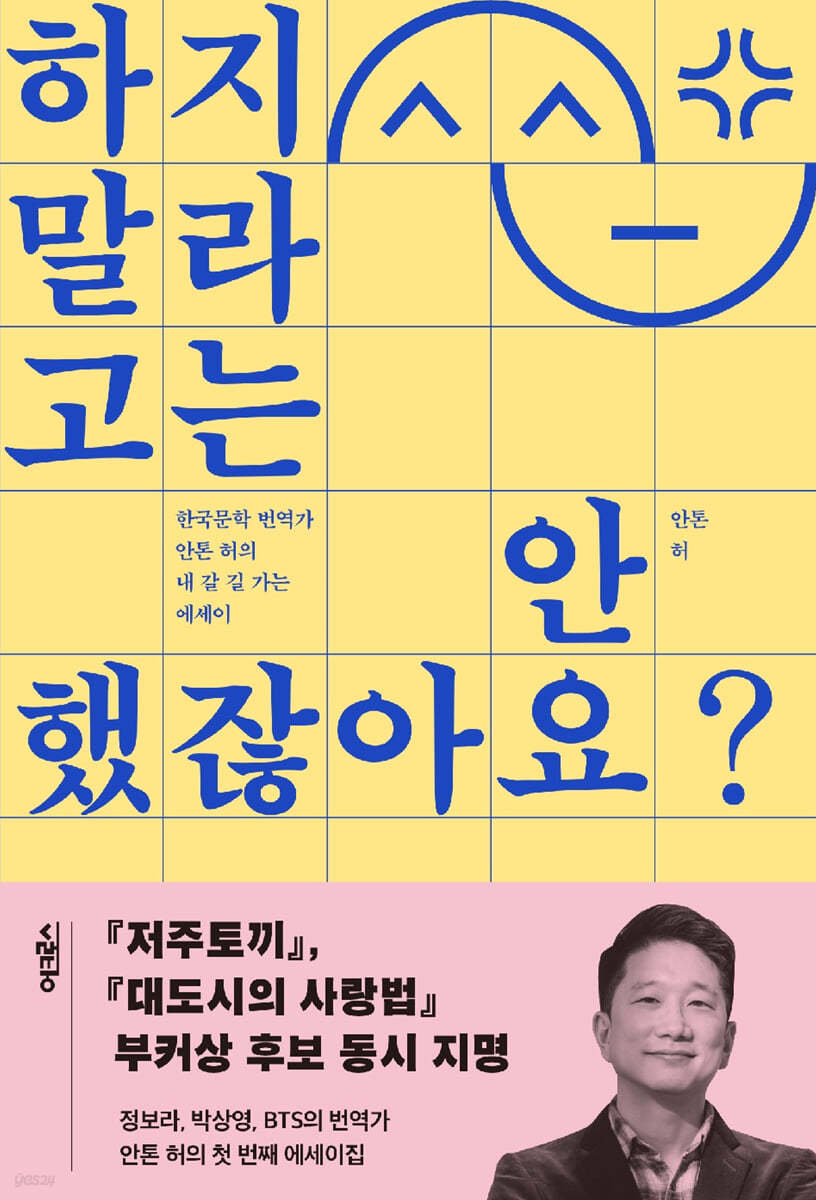 하지
말라
고는
한국문학 번역가
안톤 허의
내 갈 길 가는
에세이
안
안톤
허
했잖아요?
어크로스
『저주토끼』,
『대도시의 사랑법』
부커상 후보 동시 지명
정보라, 박상영, BTS의 번역가
안톤 허의 첫 번째 에세이집
yes24